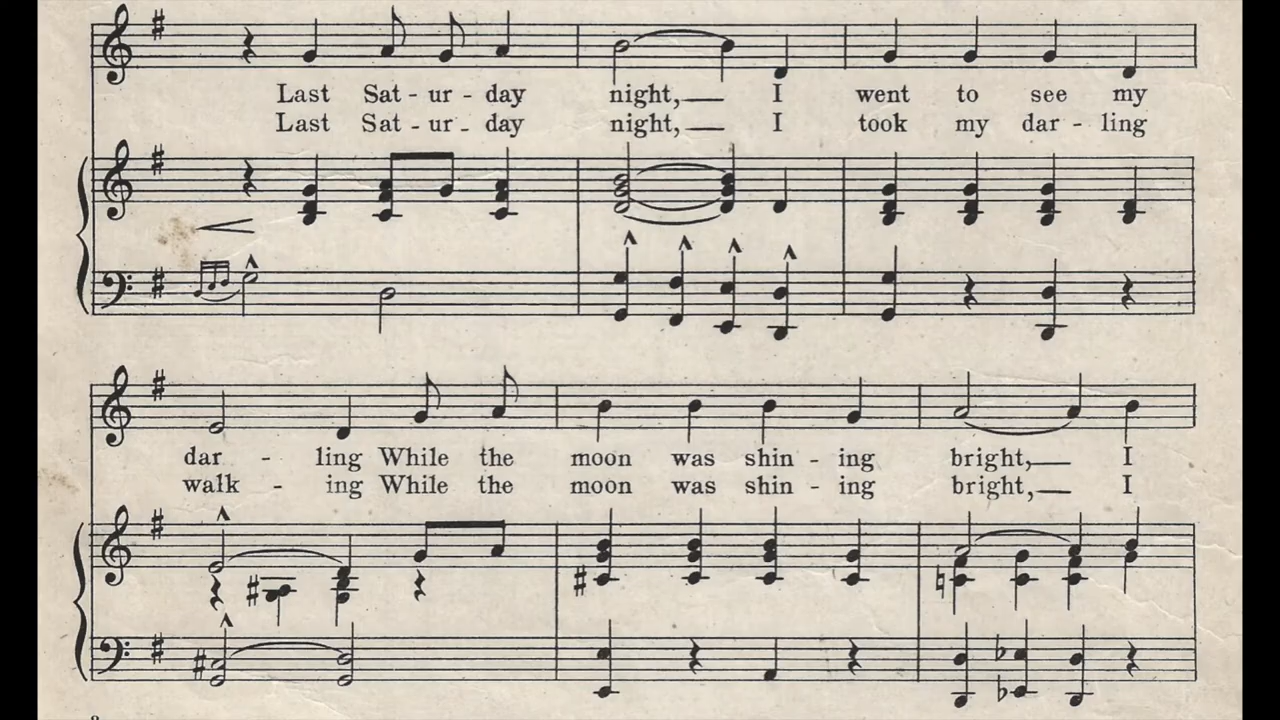 Last Sat - ur - day night, I went to see my
Last Sat - ur - day night, I took my dar - ling
dar - ling While the moon was shin - ing bright, I
walk - ing While the moon was shin - ing bright, I